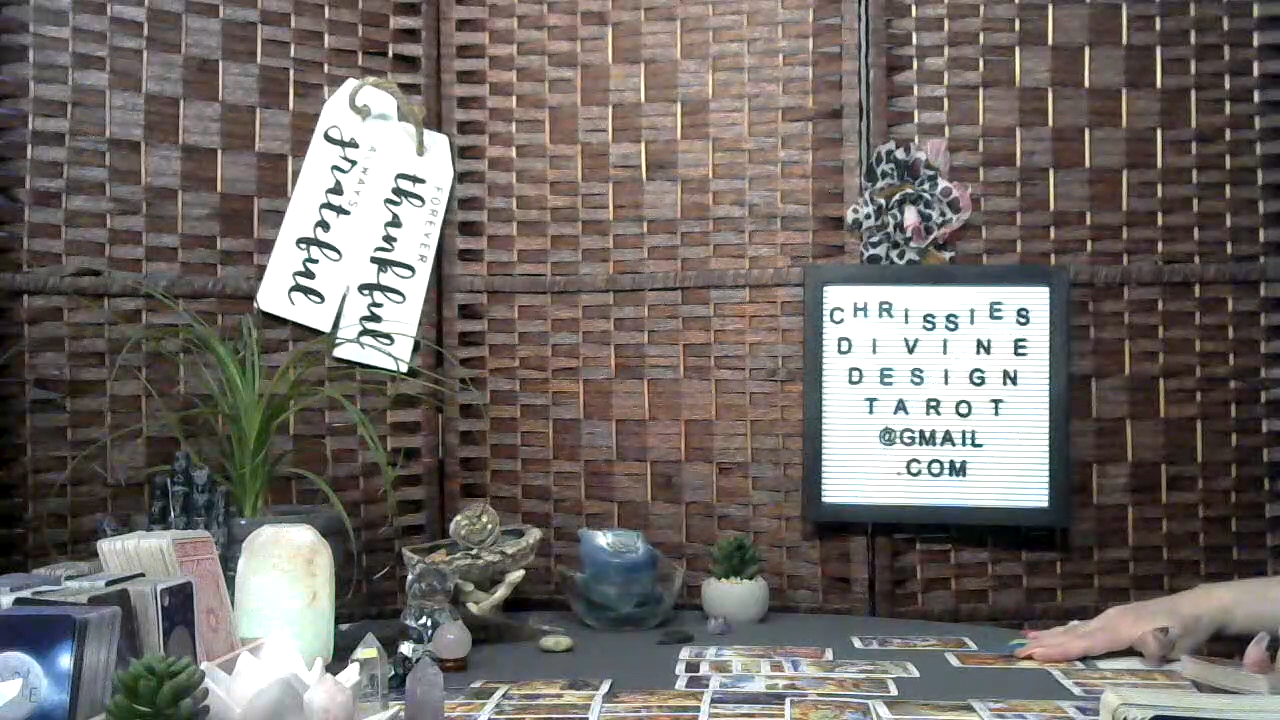 FOREVER
thankful
ALWAYS
grateful
CHRISSIES
DIVINE
DESIGN
TAROT
@GMAIL
.COM